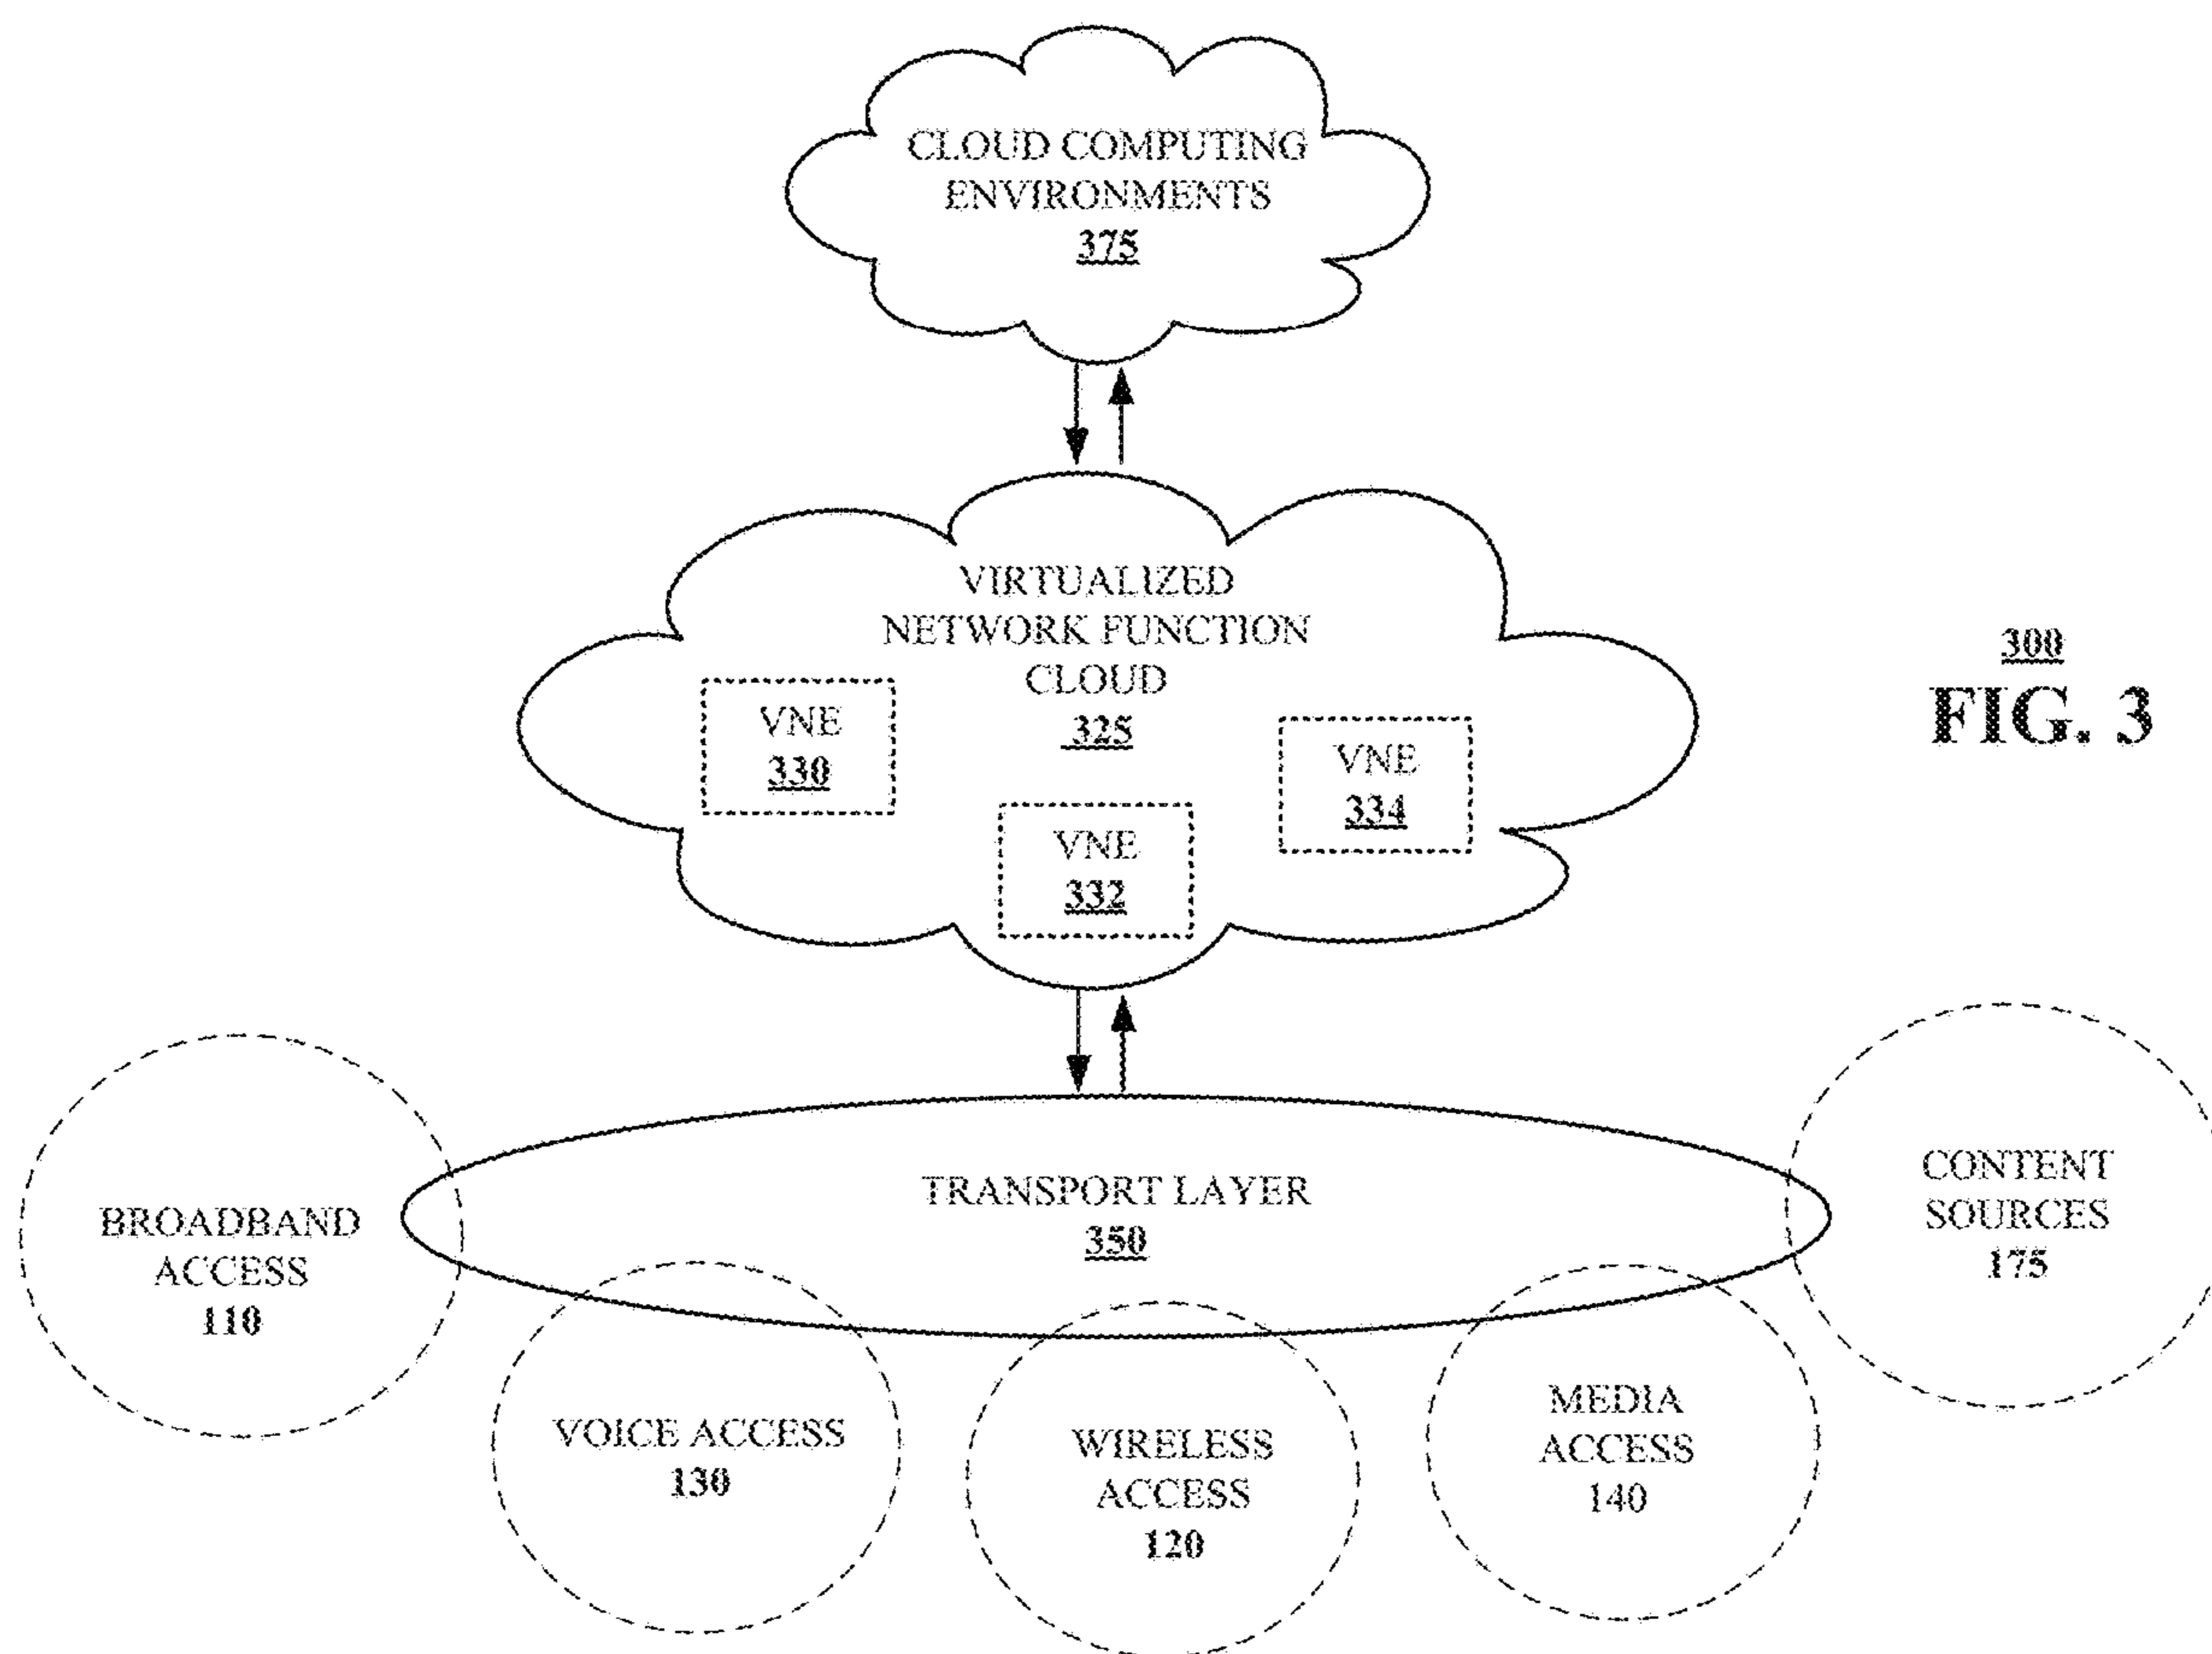 CLOUD COMPUTING
ENVIRONMENTS
375
VIRTUALIZED
NETWORK FUNCTION
CLOUD
325
VNE
330
VNE
332
VNE
334
300
FIG. 3
TRANSPORT LAYER
350
BROADBAND
ACCESS
110
VOICE ACCESS
130
WIRELESS
ACCESS
120
MEDIA
ACCESS
140
CONTENT
SOURCES
175